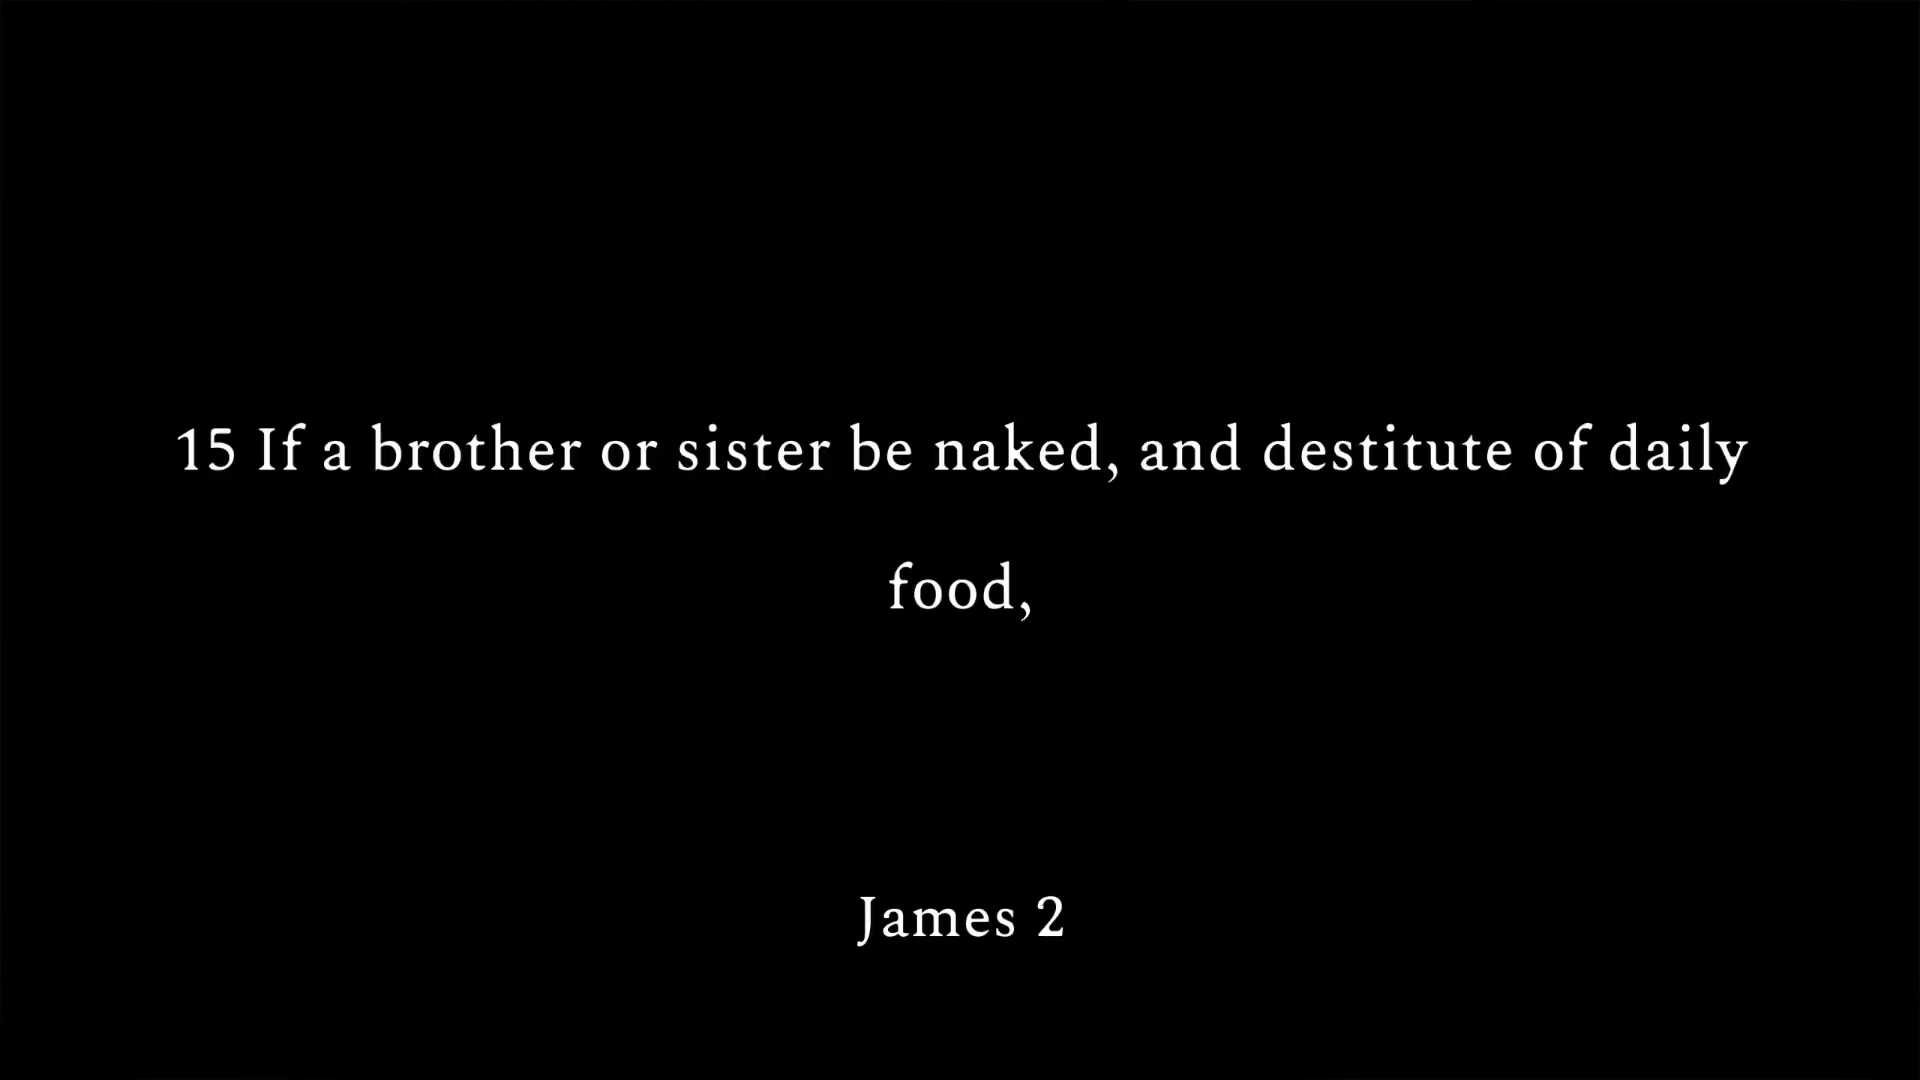 15 If a brother or sister be naked, and destitute of daily
food,
James 2